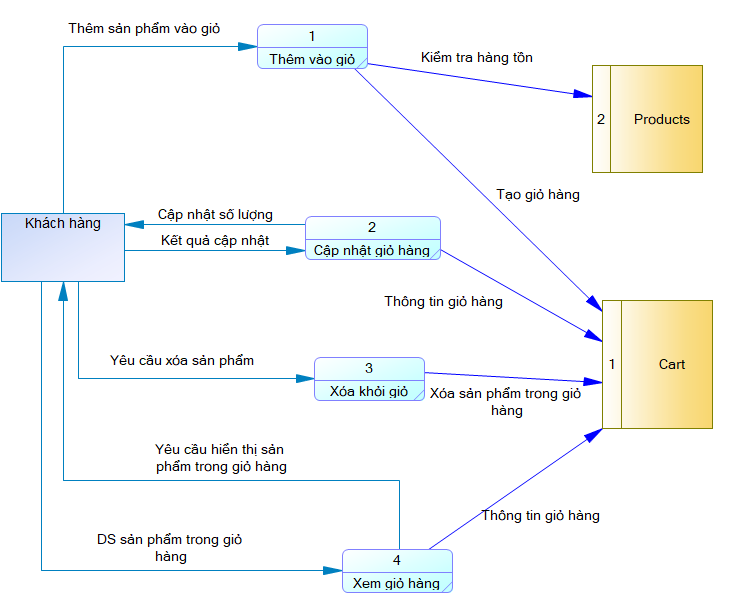 Thêm sản phẩm vào giỏ
1
Thêm vào giỏ
Kiểm tra hàng tồn
2
Products
Tạo giỏ hàng
Khách hàng
Cập nhật số lượng
Kết quả cập nhật
2
Cập nhật giỏ hàng
Thông tin giỏ hàng
1
Cart
Yêu cầu xóa sản phẩm
3
Xóa khỏi giỏ
Xóa sản phẩm trong giỏ
hàng
Yêu cầu hiển thị sản
phẩm trong giỏ hàng
Thông tin giỏ hàng
DS sản phẩm trong giỏ
hàng
4
Xem giỏ hàng